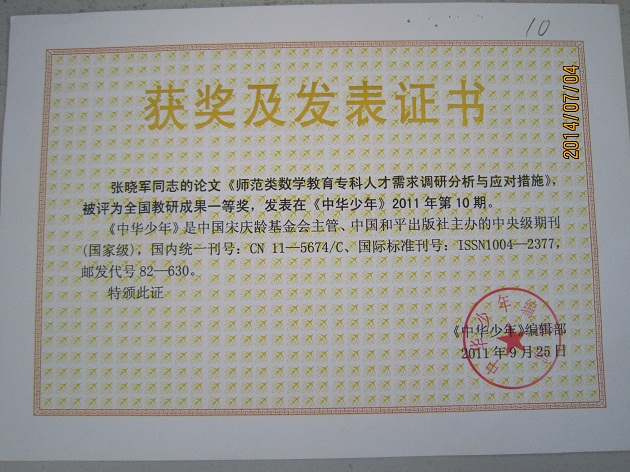 10
2014/07/04
获奖及发表证书
张晓军同志的论文《师范类数学教育专科人才需求调研分析与应对措施》,
被评为全国教研成果一等奖，发表在《中华少年》2011年第10期。
《中华少年》是中国宋庆龄基金会主管、中国和平出版社主办的中央级期刊
(国家级)，国内统一刊号：CN 11—5674/C、国际标准刊号：ISSN1004—2377,
邮发代号82—630。
特颁此证
《中华少年》编辑部
2011年9月25日
中华少年编